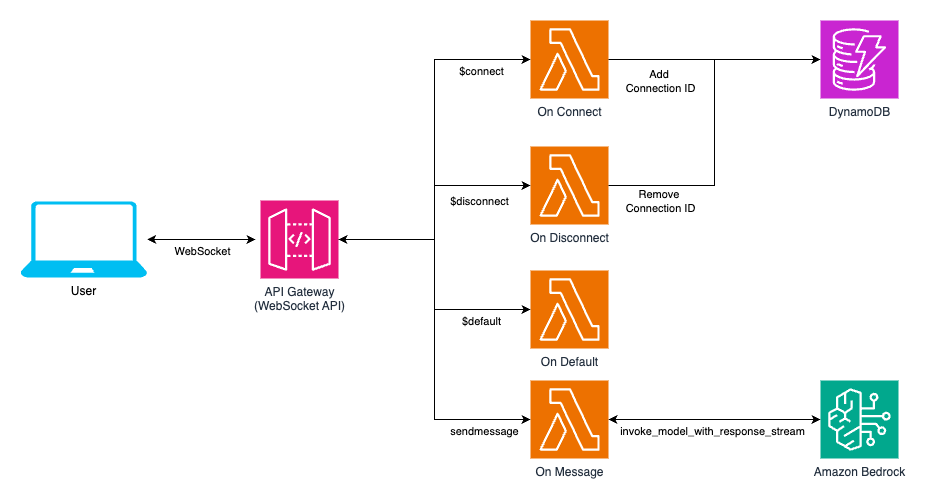 $connect
On Connect
Add
Connection ID
DynamoDB
$disconnect
On Disconnect
Remove
Connection ID
User
WebSocket
</>
API Gateway
(WebSocket API)
$default
On Default
sendmessage
On Message
invoke_model_with_response_stream
Amazon Bedrock